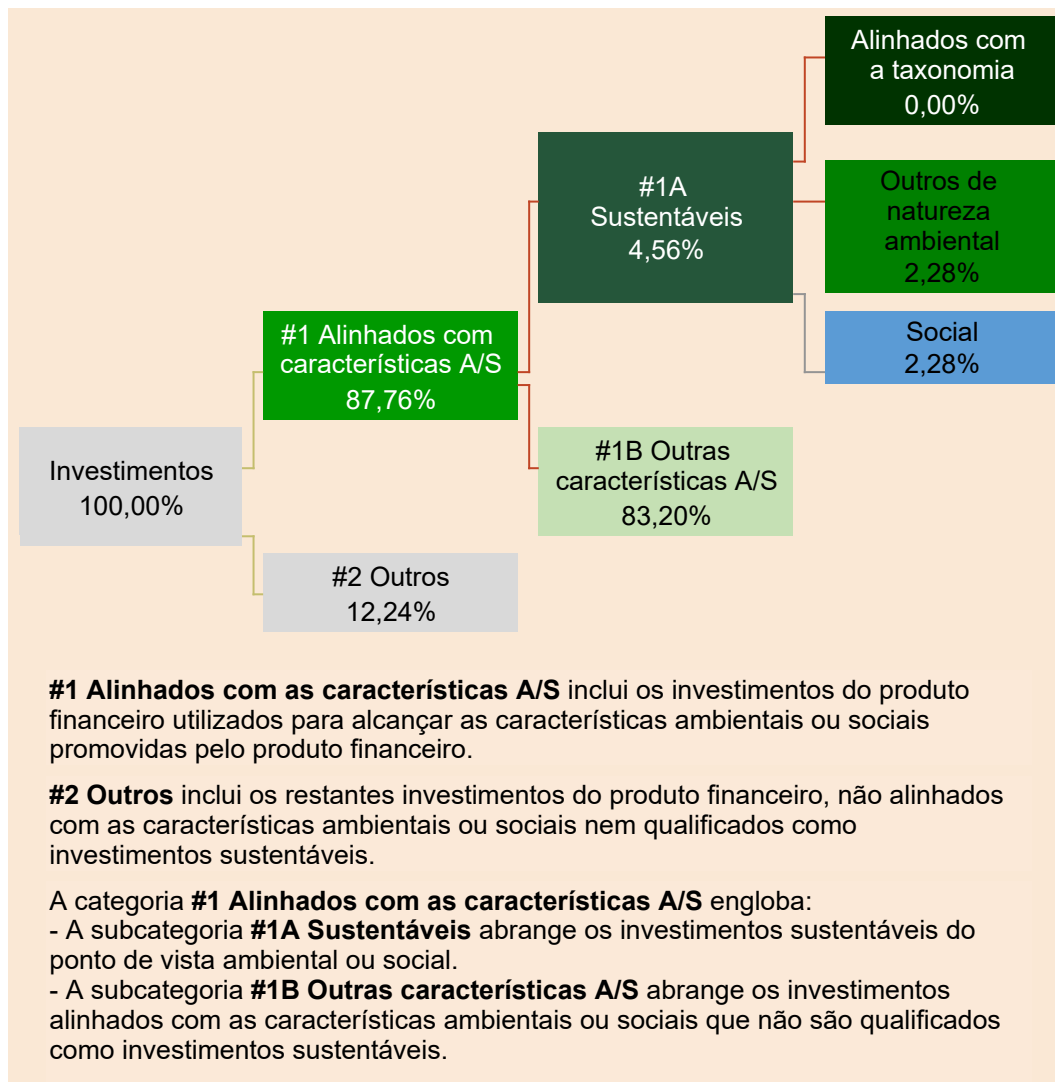 Alinhados com
a taxonomia
0,00%
#1A
Sustentáveis
4,56%
Outros de
natureza
ambiental
2,28%
#1 Alinhados com
características A/S
87,76%
Social
2,28%
Investimentos
100,00%
#1B Outras
características A/S
83,20%
#2 Outros
12,24%
#1 Alinhados com as características A/S inclui os investimentos do produto
financeiro utilizados para alcançar as características ambientais ou sociais
promovidas pelo produto financeiro.
#2 Outros inclui os restantes investimentos do produto financeiro, não alinhados
com as características ambientais ou sociais nem qualificados como
investimentos sustentáveis.
A categoria #1 Alinhados com as características A/S engloba:
- A subcategoria #1A Sustentáveis abrange os investimentos sustentáveis do
ponto de vista ambiental ou social.
- A subcategoria #1B Outras características A/S abrange os investimentos
alinhados com as características ambientais ou sociais que não são qualificados
como investimentos sustentáveis.